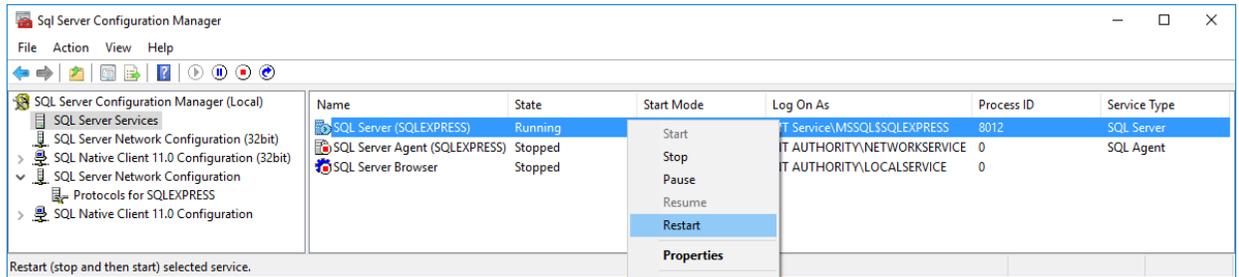 Sql Server Configuration Manager
File Action View Help
SQL Server Configuration Manager (Local)
SQL Server Services
SQL Server Network Configuration (32bit)
SQL Native Client 11.0 Configuration (32bit)
SQL Server Network Configuration
Protocols for SQLEXPRESS
SQL Native Client 11.0 Configuration
Name State Start Mode Log On As Process ID Service Type
SQL Server (SQLEXPRESS) Running T Service\MSSQL$SQLEXPRESS 8012 SQL Server
SQL Server Agent (SQLEXPRESS) Stopped IT AUTHORITY\NETWORKSERVICE 0 SQL Agent
SQL Server Browser Stopped IT AUTHORITY\LOCALSERVICE 0
Start
Stop
Pause
Resume
Restart
Properties
Restart (stop and then start) selected service.